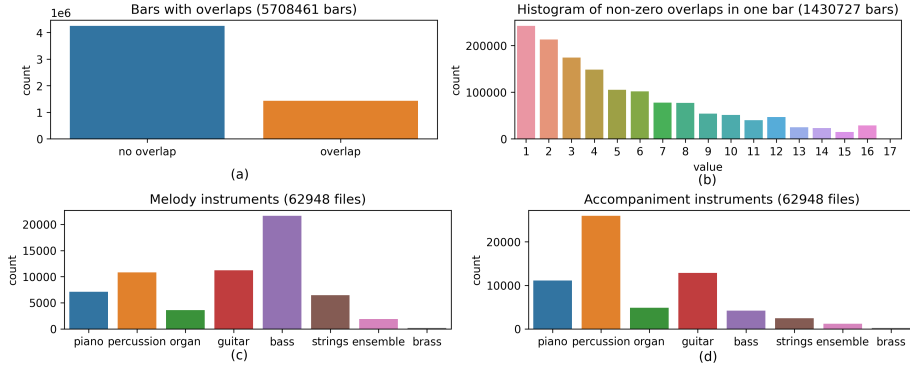 Bars with overlaps (5708461 bars)
1e6
4
3
2
1
0
count
no overlap overlap
(a)
Histogram of non-zero overlaps in one bar (1430727 bars)
200000
100000
0
count
1 2 3 4 5 6 7 8 9 10 11 12 13 14 15 16 17
value
(b)
Melody instruments (62948 files)
20000
15000
10000
5000
0
count
piano percussion organ guitar bass strings ensemble brass
(c)
Accompaniment instruments (62948 files)
20000
10000
0
count
piano percussion organ guitar bass strings ensemble brass
(d)